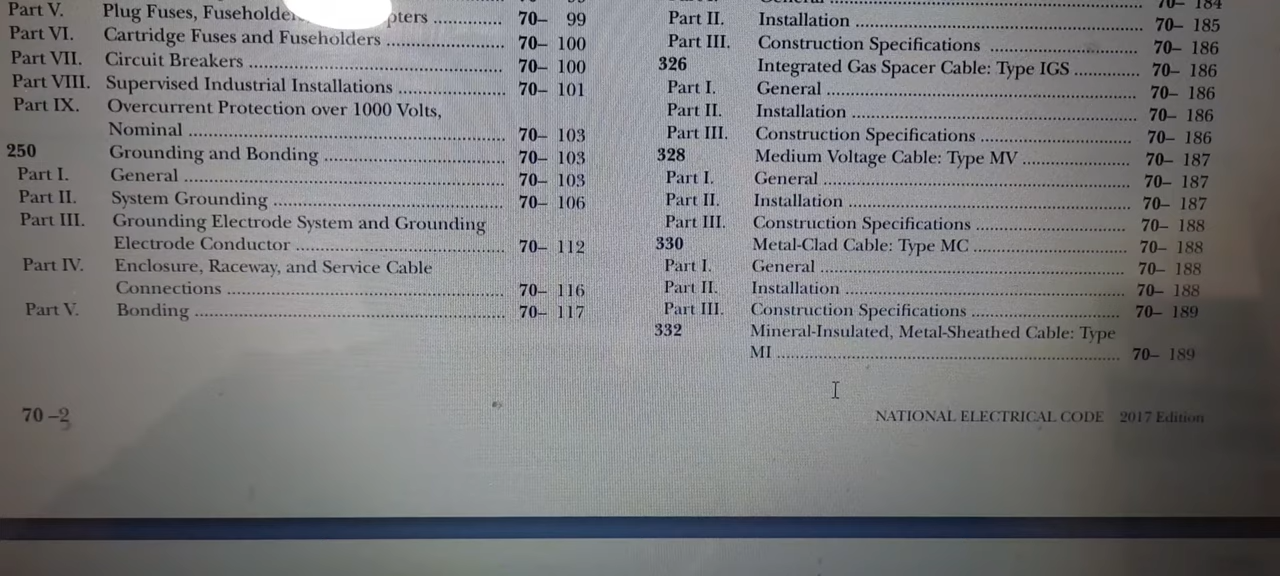 Part V. Plug Fuses, Fuseholder pters ........ 70– 99
Part VI. Cartridge Fuses and Fuseholders ........ 70– 100
Part VII. Circuit Breakers ........ 70– 100
Part VIII. Supervised Industrial Installations ........ 70– 101
Part IX. Overcurrent Protection over 1000 Volts,
Nominal ........ 70– 103
250 Grounding and Bonding ........ 70– 103
Part I. General ........ 70– 103
Part II. System Grounding ........ 70– 106
Part III. Grounding Electrode System and Grounding
Electrode Conductor ........ 70– 112
Part IV. Enclosure, Raceway, and Service Cable
Connections ........ 70– 116
Part V. Bonding ........ 70– 117
70– 184
Part II. Installation ........ 70– 185
Part III. Construction Specifications ........ 70– 186
326 Integrated Gas Spacer Cable: Type IGS ........ 70– 186
Part I. General ........ 70– 186
Part II. Installation ........ 70– 186
Part III. Construction Specifications ........ 70– 186
328 Medium Voltage Cable: Type MV ........ 70– 187
Part I. General ........ 70– 187
Part II. Installation ........ 70– 187
Part III. Construction Specifications ........ 70– 188
330 Metal-Clad Cable: Type MC ........ 70– 188
Part I. General ........ 70– 188
Part II. Installation ........ 70– 188
Part III. Construction Specifications ........ 70– 189
332 Mineral-Insulated, Metal-Sheathed Cable: Type
MI ........ 70– 189
70 –2
NATIONAL ELECTRICAL CODE 2017 Edition